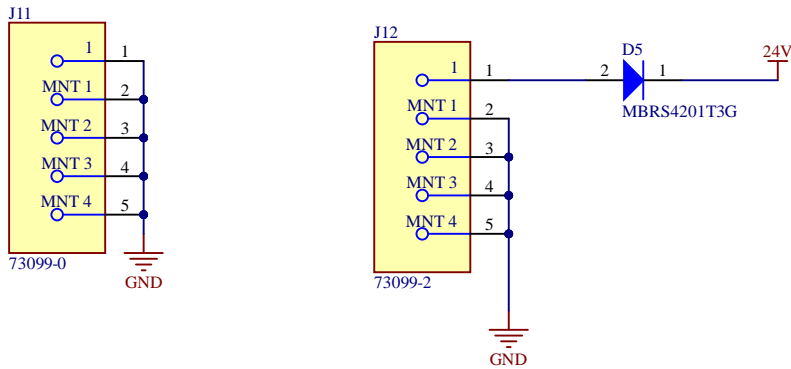 J11
1 1
MNT 1 2
MNT 2 3
MNT 3 4
MNT 4 5
73099-0
GND
J12
1 1
MNT 1 2
MNT 2 3
MNT 3 4
MNT 4 5
73099-2
GND
D5
2 1
MBRS4201T3G
24V